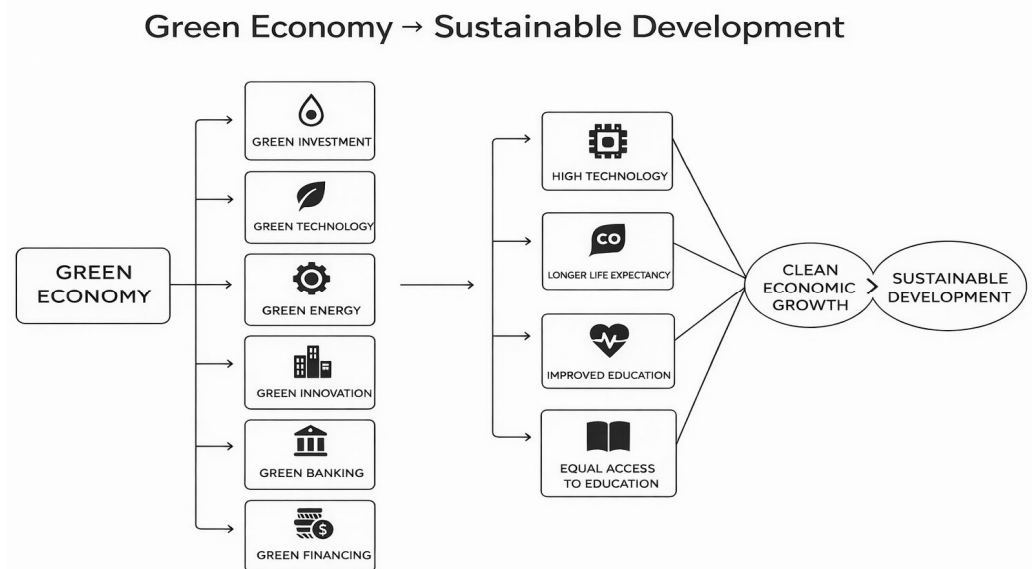 Green Economy → Sustainable Development
GREEN
ECONOMY
GREEN INVESTMENT
GREEN TECHNOLOGY
GREEN ENERGY
GREEN INNOVATION
GREEN BANKING
$
GREEN FINANCING
HIGH TECHNOLOGY
CO
LONGER LIFE EXPECTANCY
IMPROVED EDUCATION
EQUAL ACCESS
TO EDUCATION
CLEAN
ECONOMIC
GROWTH
SUSTAINABLE
DEVELOPMENT